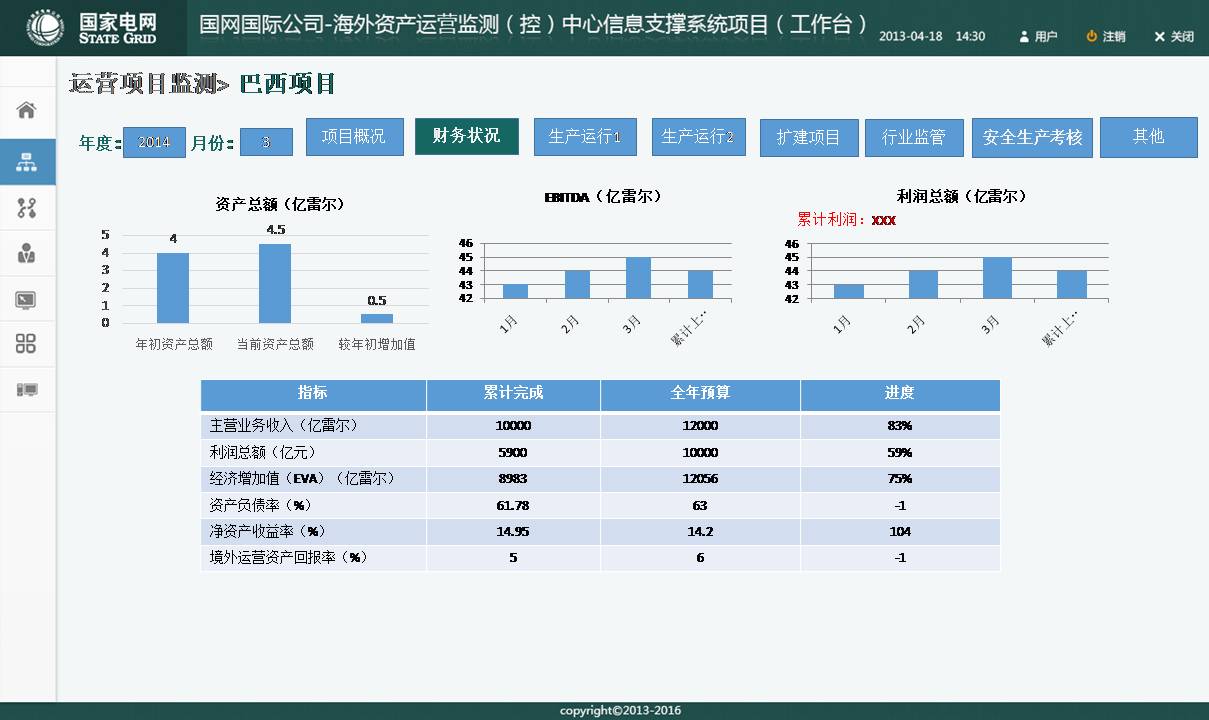 国家电网
STATE GRID
国网国际公司-海外资产运营监测（控）中心信息支撑系统项目（工作台）
2013-04-18 14:30 用户 注销 关闭
运营项目监测> 巴西项目
年度: 2014 月份: 3 项目概况 财务状况 生产运行1 生产运行2 扩建项目 行业监管 安全生产考核 其他
资产总额（亿雷尔）
5
4
3
2
1
0
4
4.5
0.5
年初资产总额 当前资产总额 较年初增加值
EBITDA（亿雷尔）
46
45
44
43
42
1月 2月 3月 累计上…
利润总额（亿雷尔）
累计利润：xxx
46
45
44
43
42
1月 2月 3月 累计上…
指标 累计完成 全年预算 进度
主营业务收入（亿雷尔） 10000 12000 83%
利润总额（亿元） 5900 10000 59%
经济增加值（EVA）（亿雷尔） 8983 12056 75%
资产负债率（%） 61.78 63 -1
净资产收益率（%） 14.95 14.2 104
境外运营资产回报率（%） 5 6 -1
copyright©2013-2016